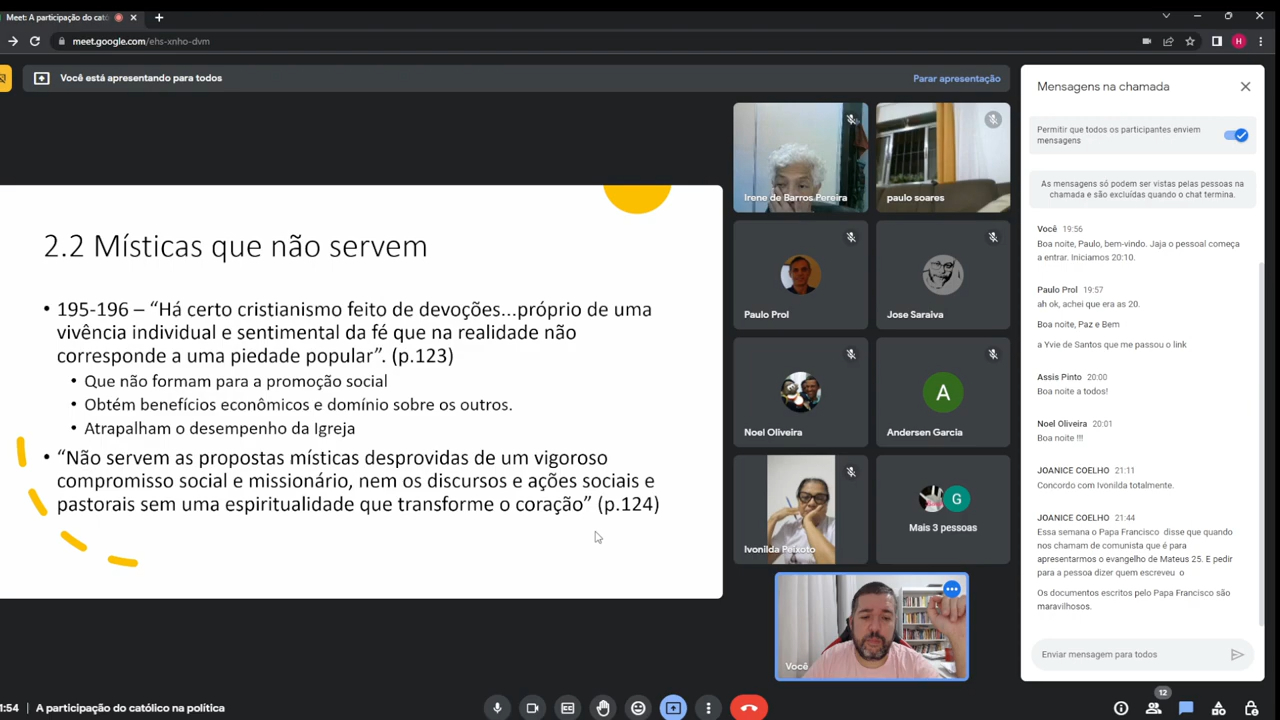 Meet: A participação do cató
meet.google.com/ehs-xnho-dvm
H
Você está apresentando para todos
Parar apresentação
2.2 Místicas que não servem
• 195-196 – “Há certo cristianismo feito de devoções...próprio de uma
vivência individual e sentimental da fé que na realidade não
corresponde a uma piedade popular”. (p.123)
• Que não formam para a promoção social
• Obtém benefícios econômicos e domínio sobre os outros.
• Atrapalham o desempenho da Igreja
• “Não servem as propostas místicas desprovidas de um vigoroso
compromisso social e missionário, nem os discursos e ações sociais e
pastorais sem uma espiritualidade que transforme o coração” (p.124)
Irene de Barros Pereira
paulo soares
Paulo Prol
Jose Saraiva
Noel Oliveira
A
Andersen Garcia
Ivonilda Peixoto
G
Mais 3 pessoas
Você
Mensagens na chamada
Permitir que todos os participantes enviem
mensagens
As mensagens só podem ser vistas pelas pessoas na
chamada e são excluídas quando o chat termina.
Você 19:56
Boa noite, Paulo, bem-vindo. Jaja o pessoal começa
a entrar. Iniciamos 20:10.
Paulo Prol 19:57
ah ok, achei que era as 20.
Boa noite, Paz e Bem
a Yvie de Santos que me passou o link
Assis Pinto 20:00
Boa noite a todos!
Noel Oliveira 20:01
Boa noite !!!
JOANICE COELHO 21:11
Concordo com Ivonilda totalmente.
JOANICE COELHO 21:44
Essa semana o Papa Francisco disse que quando
nos chamam de comunista que é para
apresentarmos o evangelho de Mateus 25. E pedir
para a pessoa dizer quem escreveu o
Os documentos escritos pelo Papa Francisco são
maravilhosos.
Enviar mensagem para todos
1:54 A participação do católico na política
12